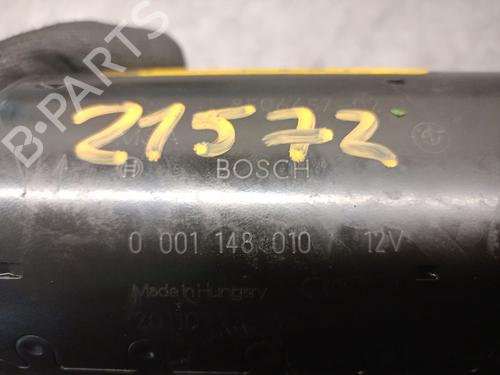 B-PARTS
21572
BOSCH
0 001 148 010 / 12V
Made in Hungary